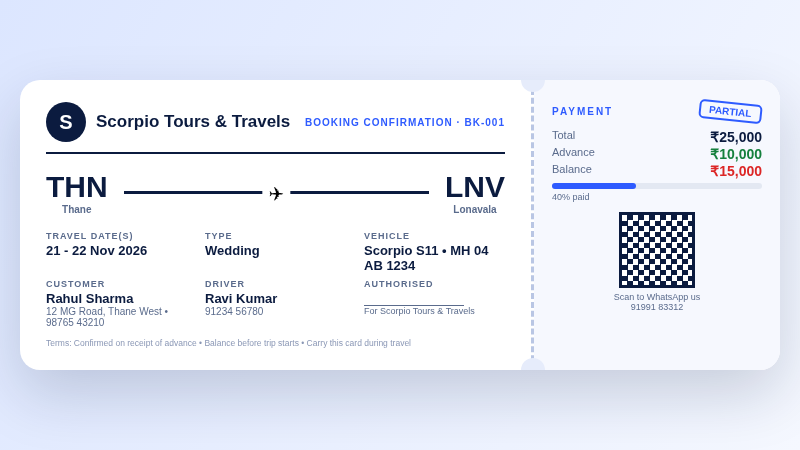 S
Scorpio Tours & Travels
BOOKING CONFIRMATION · BK-001
THN
Thane
LNV
Lonavala
TRAVEL DATE(S)
21 - 22 Nov 2026
TYPE
Wedding
VEHICLE
Scorpio S11 • MH 04
AB 1234
CUSTOMER
Rahul Sharma
12 MG Road, Thane West •
98765 43210
DRIVER
Ravi Kumar
91234 56780
AUTHORISED
For Scorpio Tours & Travels
Terms: Confirmed on receipt of advance • Balance before trip starts • Carry this card during travel
PAYMENT
PARTIAL
Total ₹25,000
Advance ₹10,000
Balance ₹15,000
40% paid
Scan to WhatsApp us
91991 83312